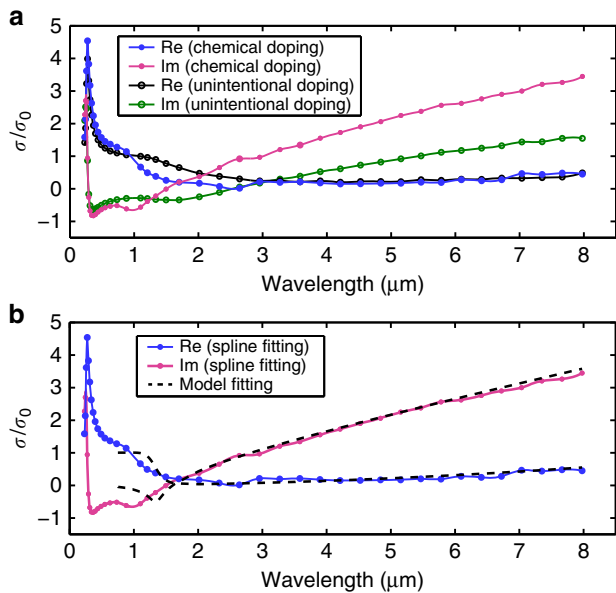 a
5
4
3
2
1
0
−1
σ/σ0
Re (chemical doping)
Im (chemical doping)
Re (unintentional doping)
Im (unintentional doping)
0 1 2 3 4 5 6 7 8
Wavelength (μm)
b
5
4
3
2
1
0
−1
σ/σ0
Re (spline fitting)
Im (spline fitting)
Model fitting
0 1 2 3 4 5 6 7 8
Wavelength (μm)